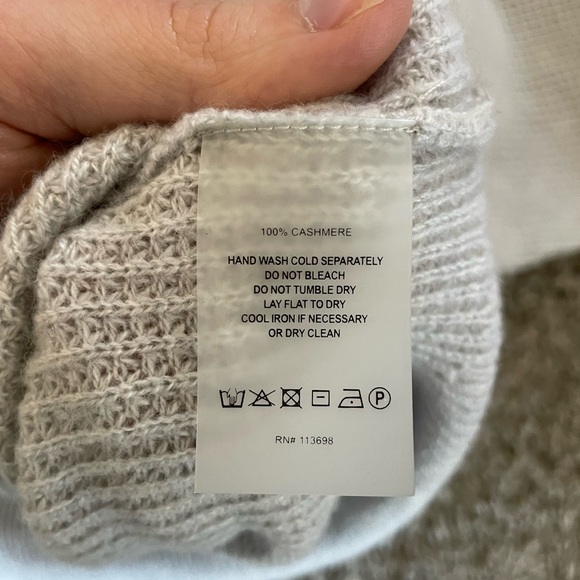 100% CASHMERE
HAND WASH COLD SEPARATELY
DO NOT BLEACH
DO NOT TUMBLE DRY
LAY FLAT TO DRY
COOL IRON IF NECESSARY
OR DRY CLEAN
P
RN# 113698